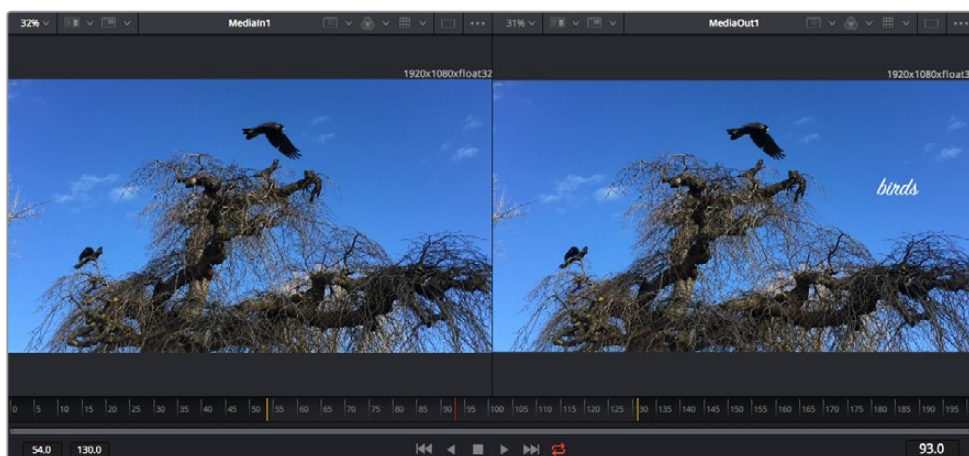 32% MediaIn1
31% MediaOut1
1920x1080xfloat32
1920x1080xfloat3
birds
0 5 10 15 20 25 30 35 40 45 50 55 60 65 70 75 80 85 90 95 100 105 110 115 120 125 130 135 140 145 150 155 160 165 170 175 180 185 190 195
54.0 130.0 93.0